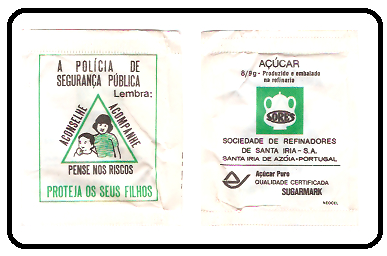 A POLÍCIA DE
SEGURANÇA PÚBLICA
Lembra:
ACONSELHE
ACOMPANHE
PENSE NOS RISCOS
PROTEJA OS SEUS FILHOS
AÇÚCAR
8/9g - Produzido e embalado
na refinaria
SORES
SOCIEDADE DE REFINADORES
DE SANTA IRIA - S.A.
SANTA IRIA DE AZÓIA-PORTUGAL
Açúcar Puro
QUALIDADE CERTIFICADA
SUGARMARK
NEOCEL